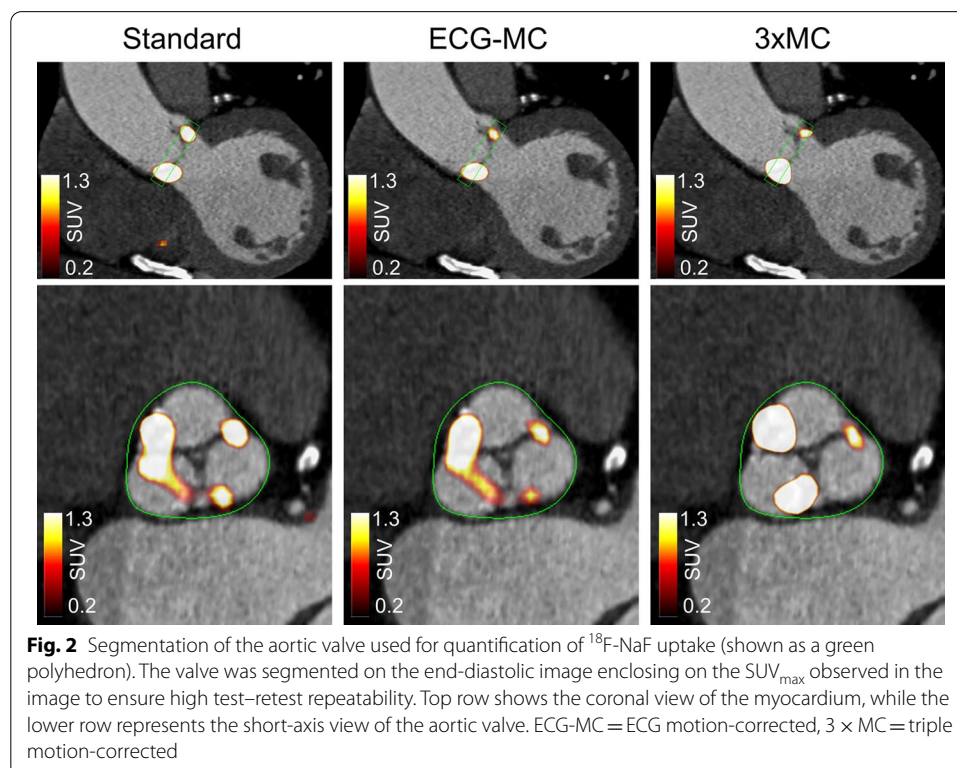 Standard ECG-MC 3xMC
1.3 1.3 1.3
SUV SUV SUV
0.2 0.2 0.2
1.3 1.3 1.3
SUV SUV SUV
0.2 0.2 0.2
Fig. 2 Segmentation of the aortic valve used for quantification of ¹⁸F-NaF uptake (shown as a green
polyhedron). The valve was segmented on the end-diastolic image enclosing on the SUVmax observed in the
image to ensure high test–retest repeatability. Top row shows the coronal view of the myocardium, while the
lower row represents the short-axis view of the aortic valve. ECG-MC = ECG motion-corrected, 3 × MC = triple
motion-corrected